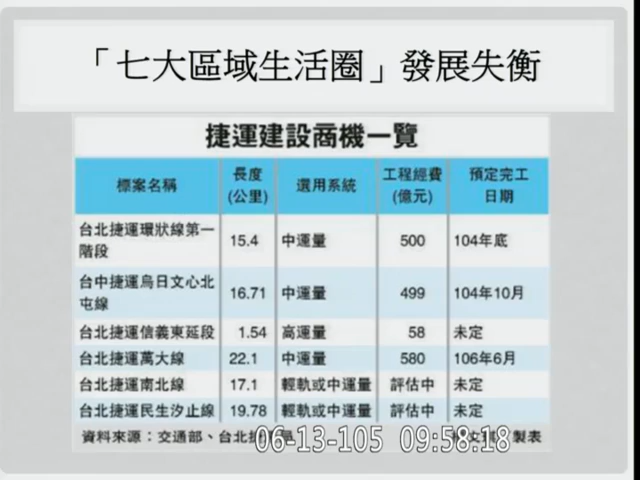 「七大區域生活圈」發展失衡
捷運建設商機一覽
標案名稱 長度(公里) 選用系統 工程經費(億元) 預定完工日期
台北捷運環狀線第一階段 15.4 中運量 500 104年底
台中捷運烏日文心北屯線 16.71 中運量 499 104年10月
台北捷運信義東延段 1.54 高運量 58 未定
台北捷運萬大線 22.1 中運量 580 106年6月
台北捷運南北線 17.1 輕軌或中運量 評估中 未定
台北捷運民生汐止線 19.78 輕軌或中運量 評估中 未定
資料來源：交通部、台北捷 製表
06-13-105 09:58:18